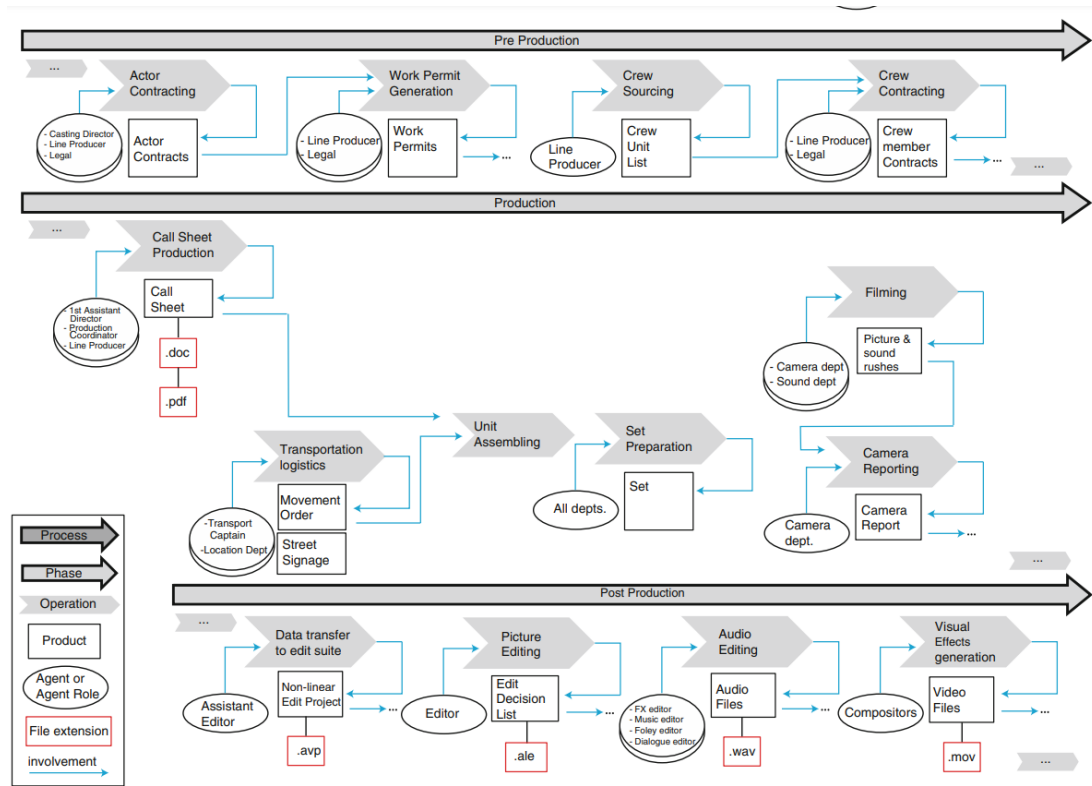 Pre Production
...
Actor
Contracting
Work Permit
Generation
Crew
Sourcing
Crew
Contracting
- Casting Director
- Line Producer
- Legal
Actor
Contracts
- Line Producer
- Legal
Work
Permits
...
Line
Producer
Crew
Unit
List
- Line Producer
- Legal
Crew
member
Contracts
...
...
Production
...
Call Sheet
Production
Call
Sheet
- 1st Assistant
Director
- Production
Coordinator
- Line Producer
.doc
.pdf
Filming
- Camera dept
- Sound dept
Picture &
sound
rushes
Transportation
logistics
Unit
Assembling
Set
Preparation
Camera
Reporting
-Transport
Captain
-Location Dept
Movement
Order
Street
Signage
All depts.
Set
Camera
dept.
Camera
Report
...
...
Process
Phase
Operation
Product
Agent or
Agent Role
File extension
involvement
Post Production
...
Data transfer
to edit suite
Picture
Editing
Audio
Editing
Visual
Effects
generation
Assistant
Editor
Non-linear
Edit Project
...
.avp
Editor
Edit
Decision
List
...
.ale
- FX editor
- Music editor
- Foley editor
- Dialogue editor
Audio
Files
...
.wav
Compositors
Video
Files
...
.mov
...